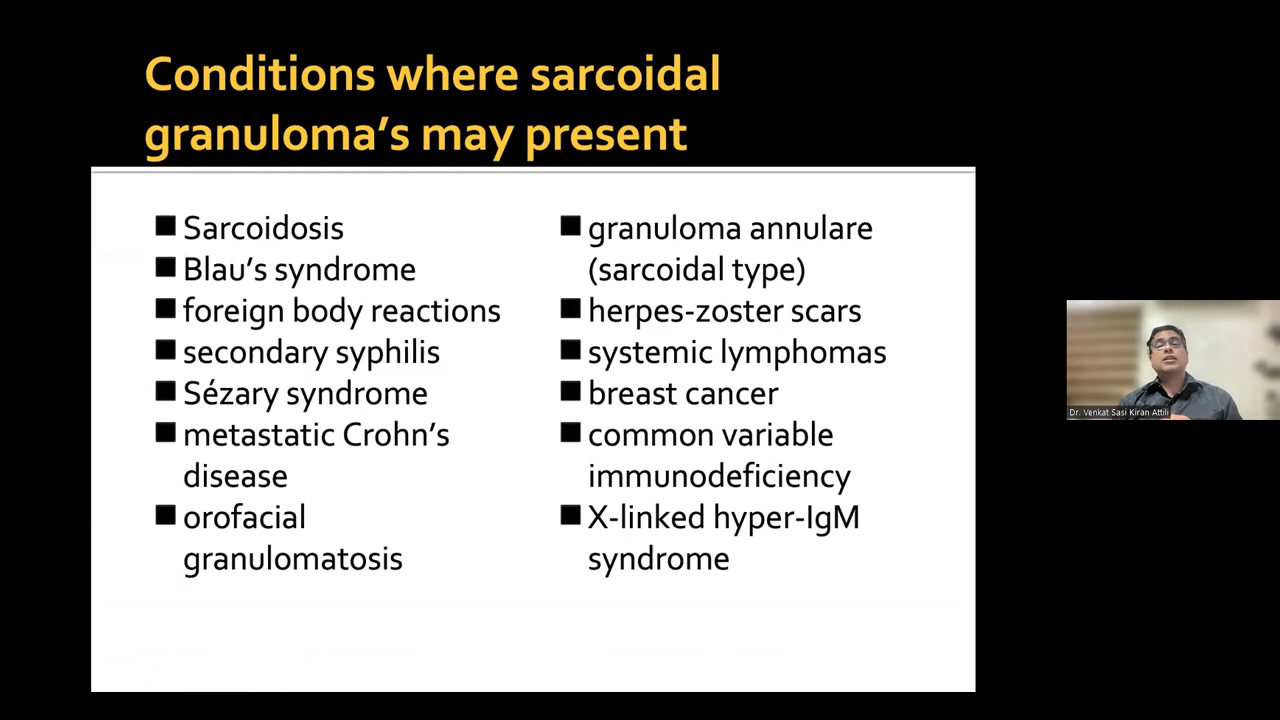 Conditions where sarcoidal
granuloma’s may present
Sarcoidosis
Blau’s syndrome
foreign body reactions
secondary syphilis
Sézary syndrome
metastatic Crohn’s
disease
orofacial
granulomatosis
granuloma annulare
(sarcoidal type)
herpes-zoster scars
systemic lymphomas
breast cancer
common variable
immunodeficiency
X-linked hyper-IgM
syndrome
Dr. Venkat Sasi Kiran Attili